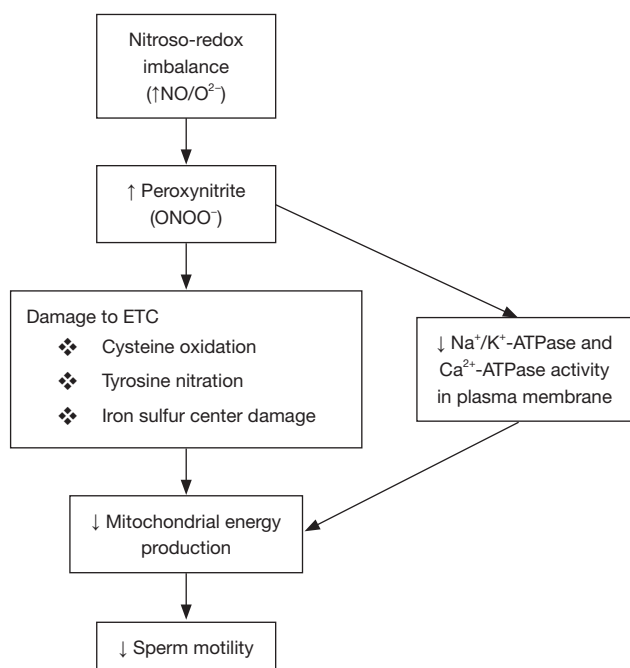 Nitroso-redox
imbalance
(↑NO/O²⁻)
↑ Peroxynitrite
(ONOO⁻)
Damage to ETC
❖ Cysteine oxidation
❖ Tyrosine nitration
❖ Iron sulfur center damage
↓ Na⁺/K⁺-ATPase and
Ca²⁺-ATPase activity
in plasma membrane
↓ Mitochondrial energy
production
↓ Sperm motility